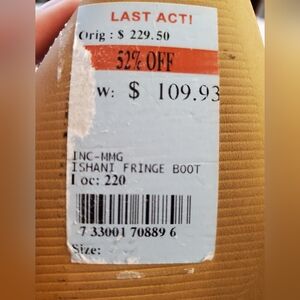 LAST ACT!
Orig : $ 229.50
52% OFF
w: $ 109.93
INC-MMG
ISHANI FRINGE BOOT
Loc: 220
7 33001 70889 6
Size: